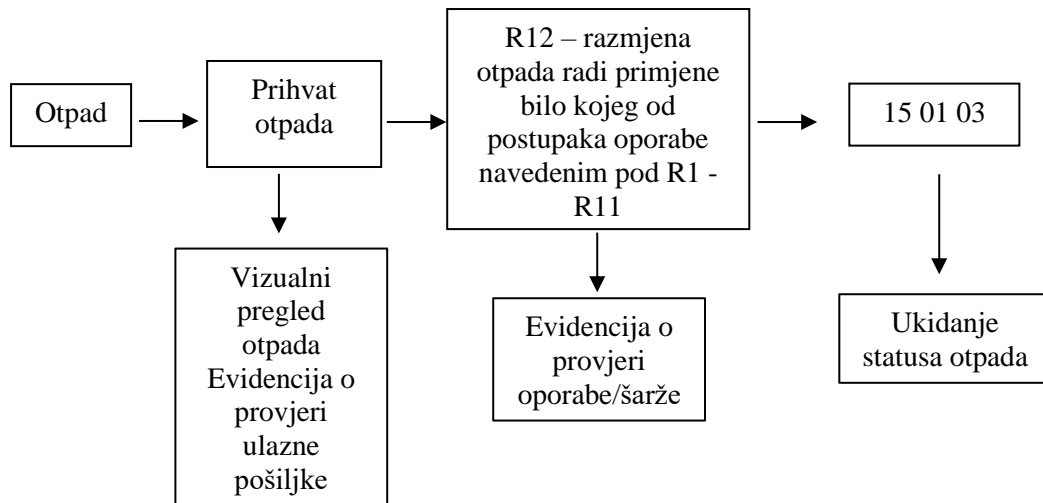 Otpad
Prihvat
otpada
R12 – razmjena
otpada radi primjene
bilo kojeg od
postupaka oporabe
navedenim pod R1 -
R11
15 01 03
Vizualni
pregled
otpada
Evidencija o
provjeri
ulazne
pošiljke
Evidencija o
provjeri
oporabe/šarže
Ukidanje
statusa otpada